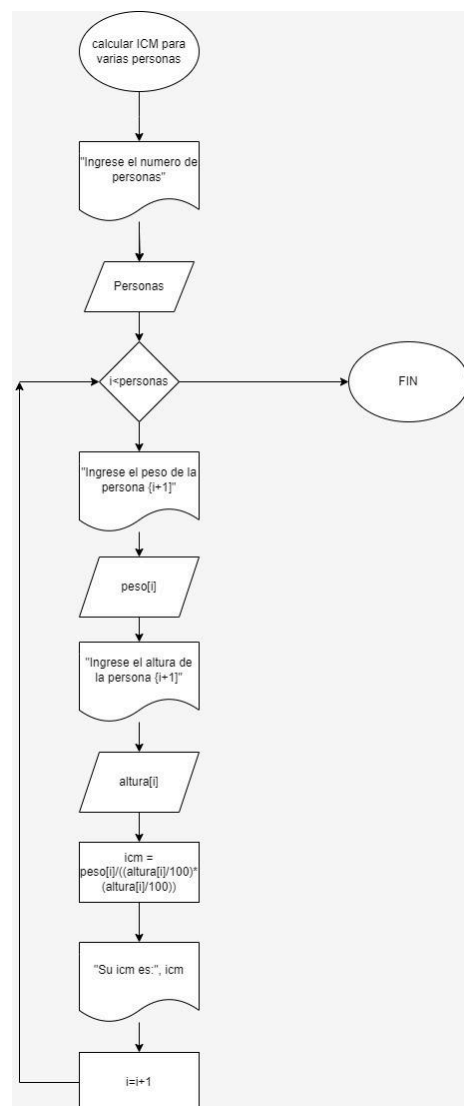 calcular ICM para
varias personas
"Ingrese el numero de
personas"
Personas
i<personas
FIN
"Ingrese el peso de la
persona {i+1]"
peso[i]
"Ingrese el altura de
la persona {i+1]"
altura[i]
icm =
peso[i]/((altura[i]/100)*
(altura[i]/100))
"Su icm es:", icm
i=i+1